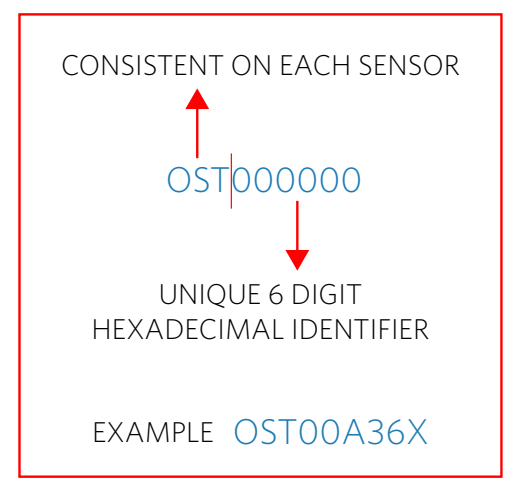 CONSISTENT ON EACH SENSOR
OST000000
UNIQUE 6 DIGIT
HEXADECIMAL IDENTIFIER
EXAMPLE OST00A36X